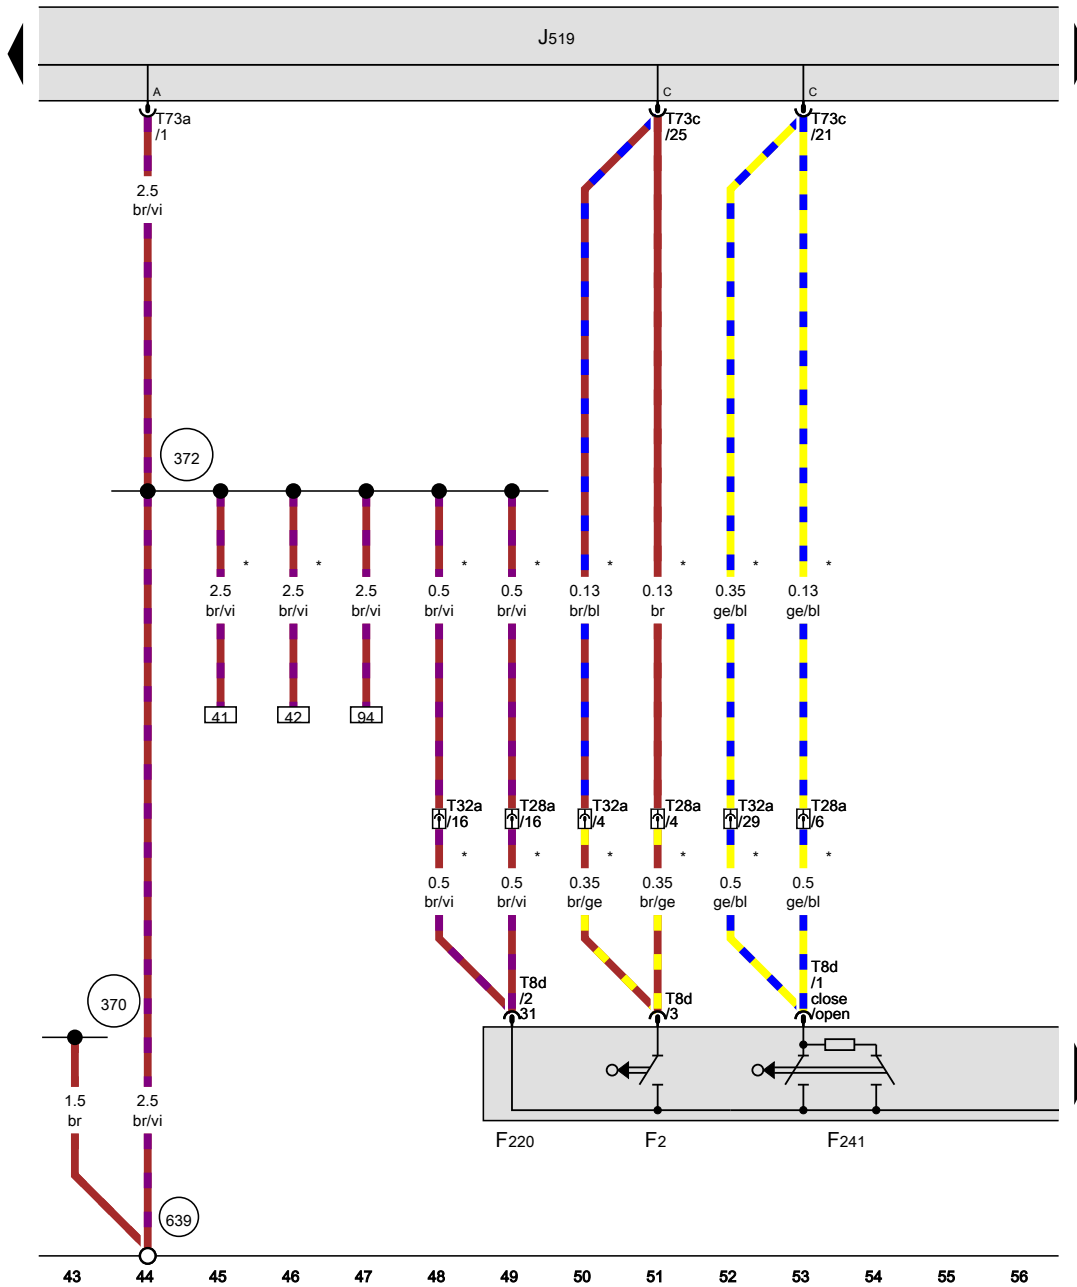 J519
A
C
C
T73a
/1
T73c
/25
T73c
/21
2.5
br/vi
372
*
*
*
*
*
*
*
*
2.5
br/vi
2.5
br/vi
2.5
br/vi
0.5
br/vi
0.5
br/vi
0.13
br/bl
0.13
br
0.35
ge/bl
0.13
ge/bl
41
42
94
T32a
/16
T28a
/16
T32a
/4
T28a
/4
T32a
/29
T28a
/6
*
*
*
*
*
*
0.5
br/vi
0.5
br/vi
0.35
br/ge
0.35
br/ge
0.5
ge/bl
0.5
ge/bl
T8d
/2
31
T8d
/3
T8d
/1
close
/open
370
1.5
br
2.5
br/vi
F220
F2
F241
639
43 44 45 46 47 48 49 50 51 52 53 54 55 56